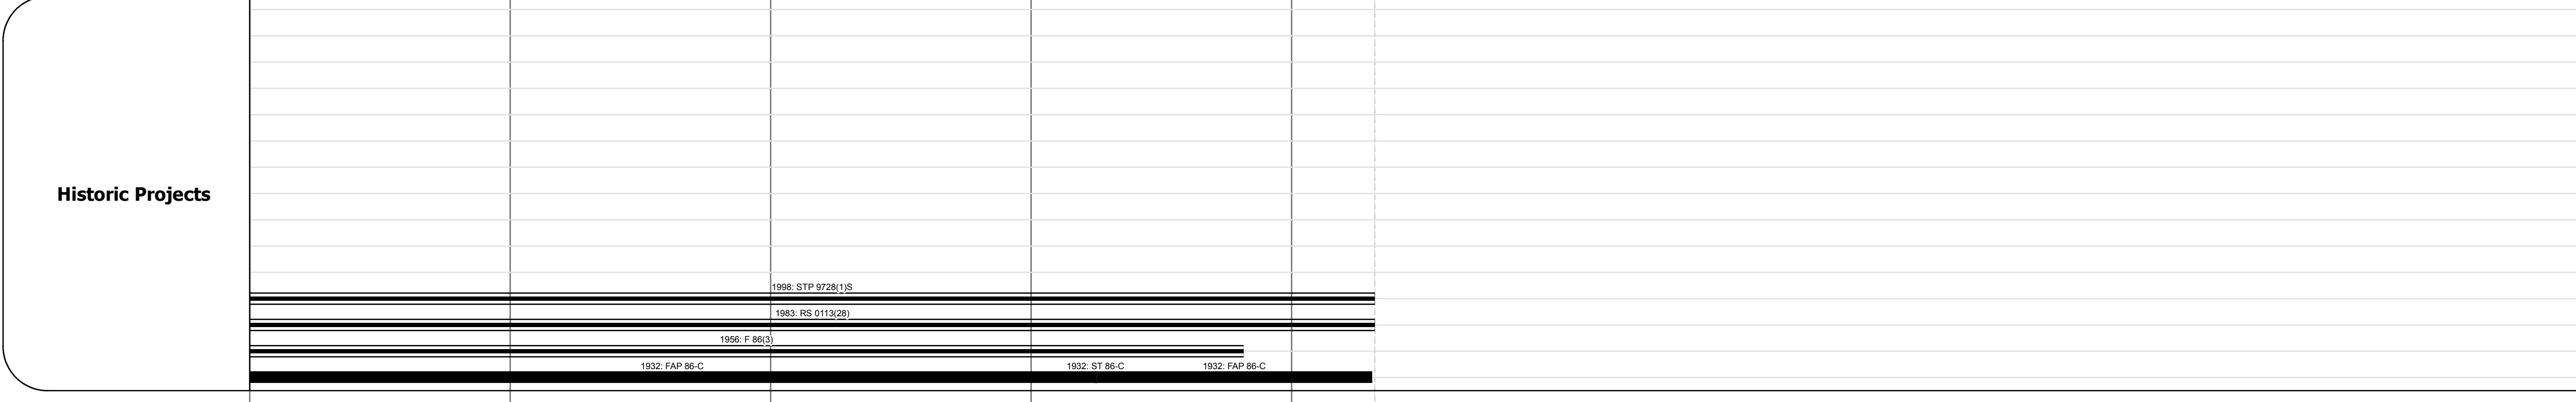 Historic Projects
1998: STP 9728(1)S
1983: RS 0113(28)
1956: F 86(3)
1932: FAP 86-C 1932: ST 86-C 1932: FAP 86-C